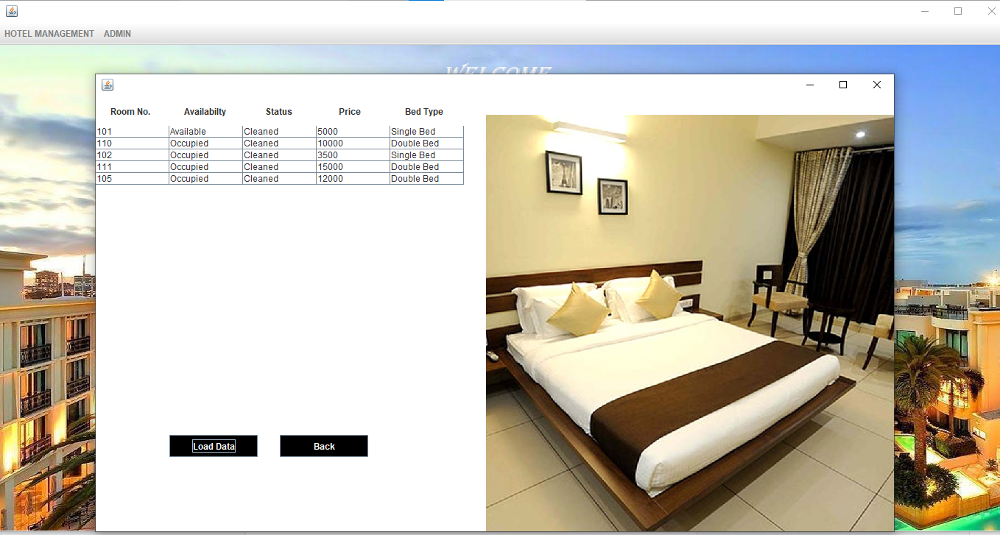 HOTEL MANAGEMENT ADMIN
WELCOME
Room No. Availabilty Status Price Bed Type
101 Available Cleaned 5000 Single Bed
110 Occupied Cleaned 10000 Double Bed
102 Occupied Cleaned 3500 Single Bed
111 Occupied Cleaned 15000 Double Bed
105 Occupied Cleaned 12000 Double Bed
Load Data Back